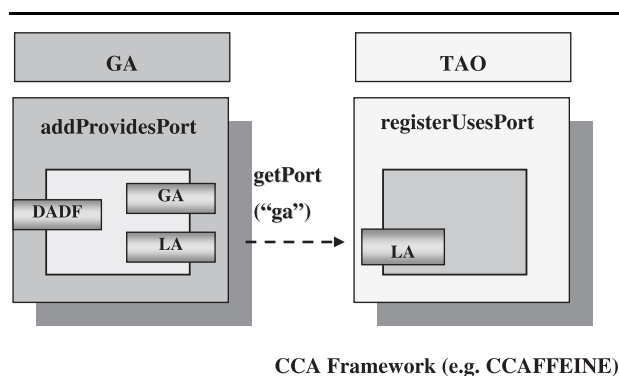 GA
TAO
addProvidesPort
registerUsesPort
DADF
GA
LA
getPort
(“ga”)
LA
CCA Framework (e.g. CCAFFEINE)